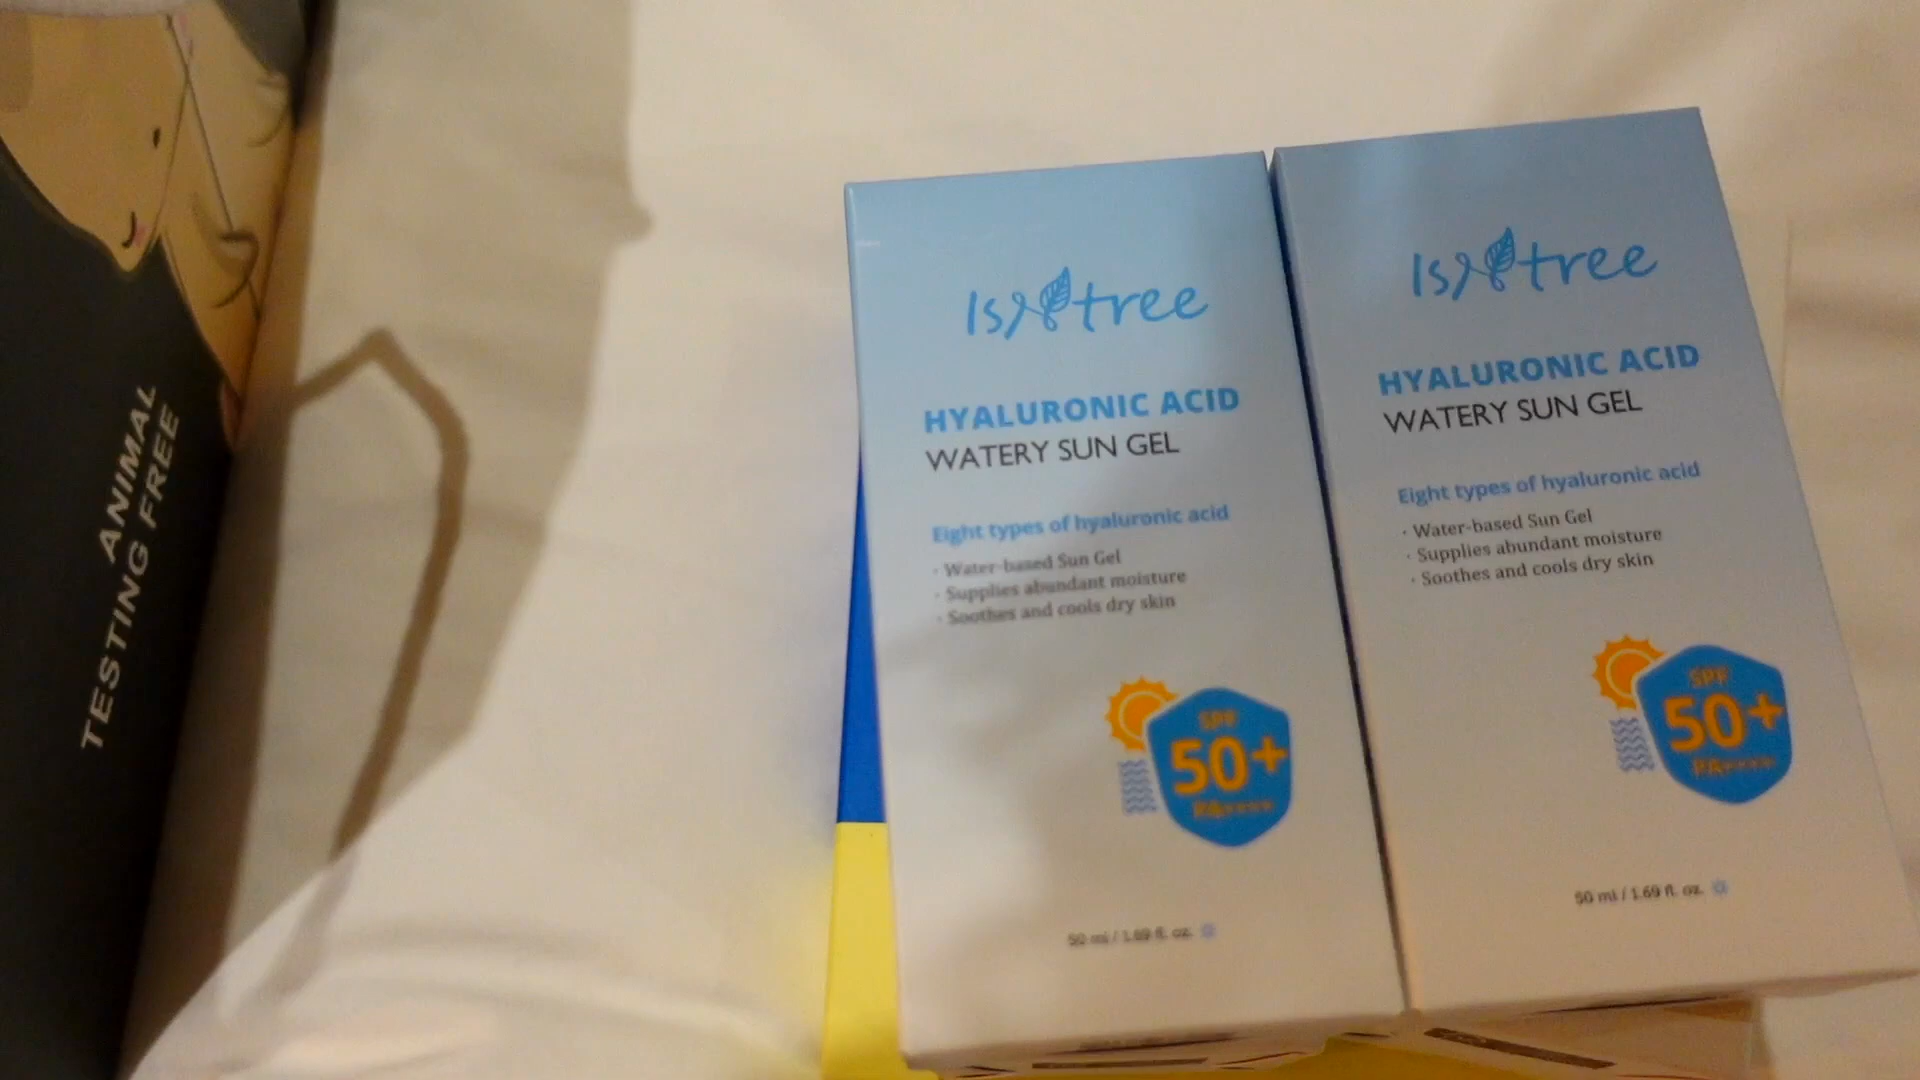 ANIMAL
TESTING FREE
Isntree
HYALURONIC ACID
WATERY SUN GEL
Eight types of hyaluronic acid
· Water-based Sun Gel
· Supplies abundant moisture
· Soothes and cools dry skin
SPF
50+
PA++++
50 ml / 1.69 fl. oz.
Isntree
HYALURONIC ACID
WATERY SUN GEL
Eight types of hyaluronic acid
· Water-based Sun Gel
· Supplies abundant moisture
· Soothes and cools dry skin
SPF
50+
PA++++
50 ml / 1.69 fl. oz.